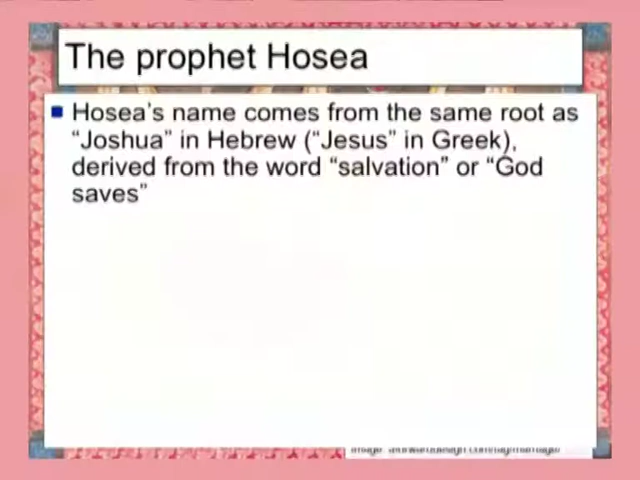 The prophet Hosea
Hosea's name comes from the same root as
"Joshua" in Hebrew ("Jesus" in Greek),
derived from the word "salvation" or "God
saves"